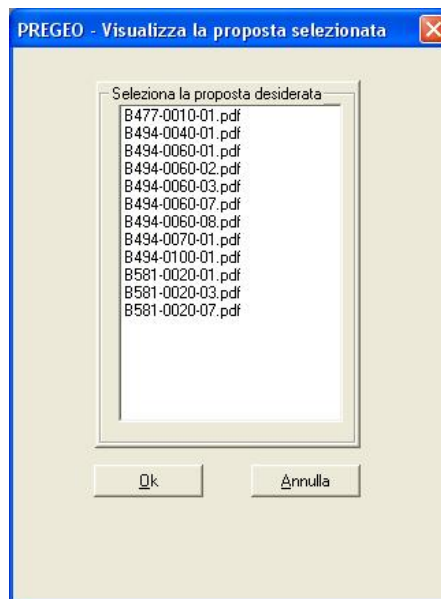 PREGEO - Visualizza la proposta selezionata
Seleziona la proposta desiderata
B477-0010-01.pdf
B494-0040-01.pdf
B494-0060-01.pdf
B494-0060-02.pdf
B494-0060-03.pdf
B494-0060-07.pdf
B494-0060-08.pdf
B494-0070-01.pdf
B494-0100-01.pdf
B581-0020-01.pdf
B581-0020-03.pdf
B581-0020-07.pdf
Ok Annulla